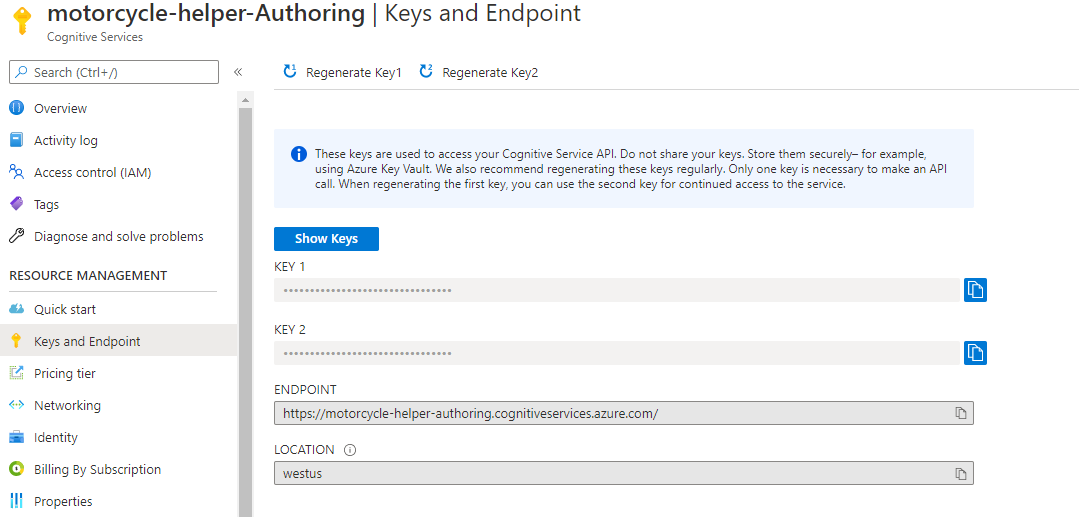 motorcycle-helper-Authoring | Keys and Endpoint
Cognitive Services
Search (Ctrl+/)
«
Overview
Activity log
Access control (IAM)
Tags
Diagnose and solve problems
RESOURCE MANAGEMENT
Quick start
Keys and Endpoint
Pricing tier
Networking
Identity
Billing By Subscription
Properties
1 Regenerate Key1
2 Regenerate Key2
These keys are used to access your Cognitive Service API. Do not share your keys. Store them securely– for example,
using Azure Key Vault. We also recommend regenerating these keys regularly. Only one key is necessary to make an API
call. When regenerating the first key, you can use the second key for continued access to the service.
Show Keys
KEY 1
••••••••••••••••••••••••••••••••
KEY 2
••••••••••••••••••••••••••••••••
ENDPOINT
https://motorcycle-helper-authoring.cognitiveservices.azure.com/
LOCATION
westus